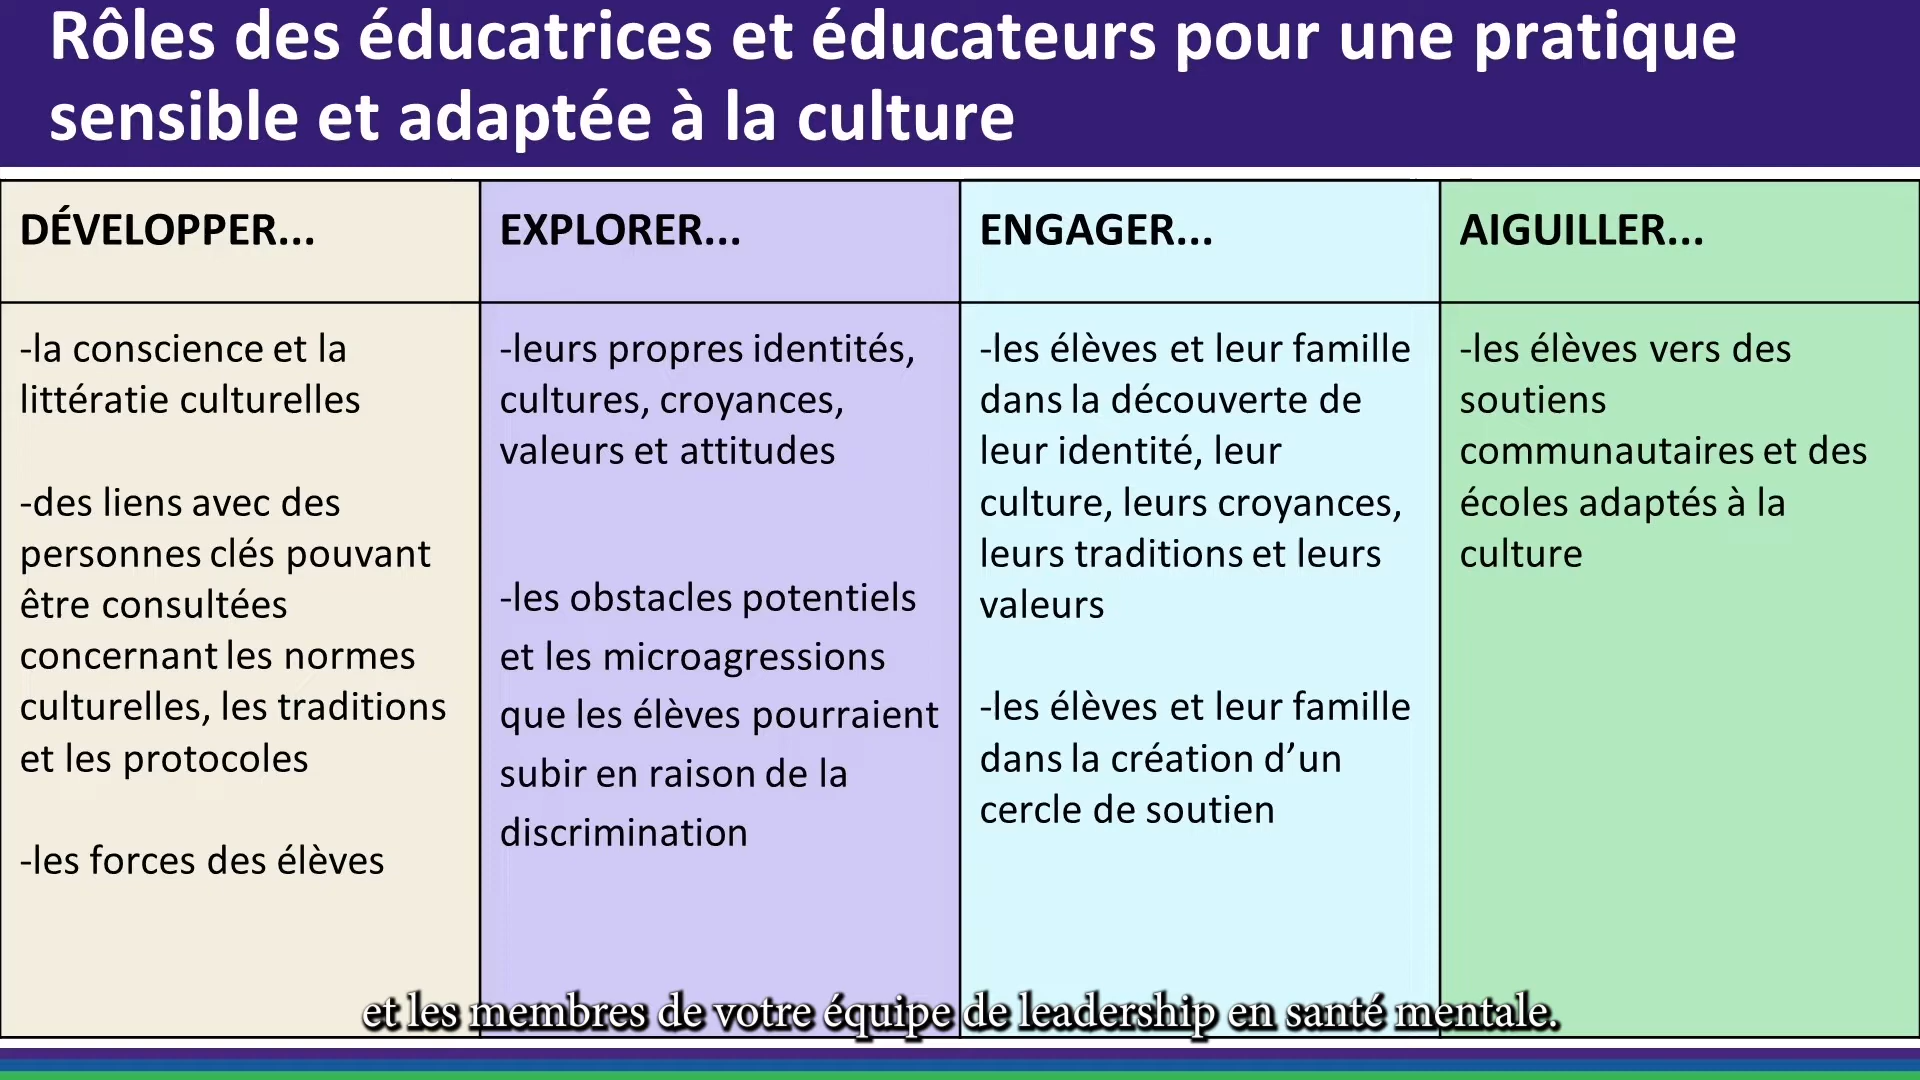 Rôles des éducatrices et éducateurs pour une pratique
sensible et adaptée à la culture
DÉVELOPPER...
-la conscience et la
littératie culturelles
-des liens avec des
personnes clés pouvant
être consultées
concernant les normes
culturelles, les traditions
et les protocoles
-les forces des élèves
EXPLORER...
-leurs propres identités,
cultures, croyances,
valeurs et attitudes
-les obstacles potentiels
et les microagressions
que les élèves pourraient
subir en raison de la
discrimination
ENGAGER...
-les élèves et leur famille
dans la découverte de
leur identité, leur
culture, leurs croyances,
leurs traditions et leurs
valeurs
-les élèves et leur famille
dans la création d’un
cercle de soutien
AIGUILLER...
-les élèves vers des
soutiens
communautaires et des
écoles adaptés à la
culture
et les membres de votre équipe de leadership en santé mentale.